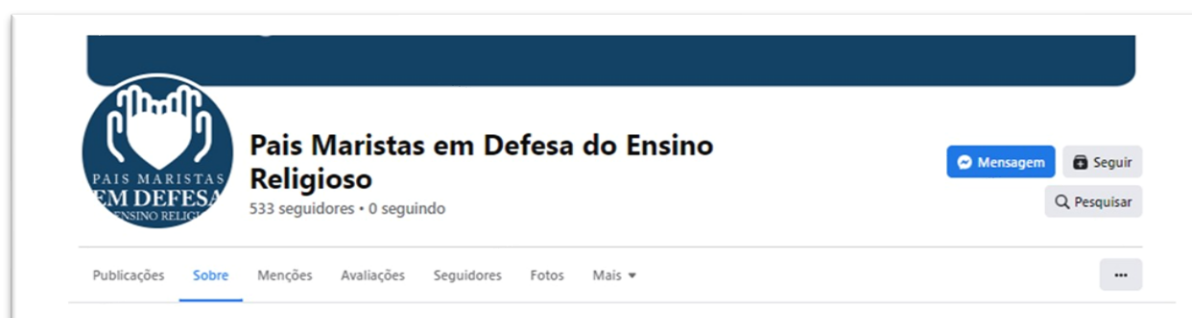 Pais Maristas em Defesa do Ensino
Religioso
533 seguidores • 0 seguindo
Mensagem
Seguir
Pesquisar
PAIS MARISTAS
EM DEFESA
ENSINO
Publicações Sobre Menções Avaliações Seguidores Fotos Mais